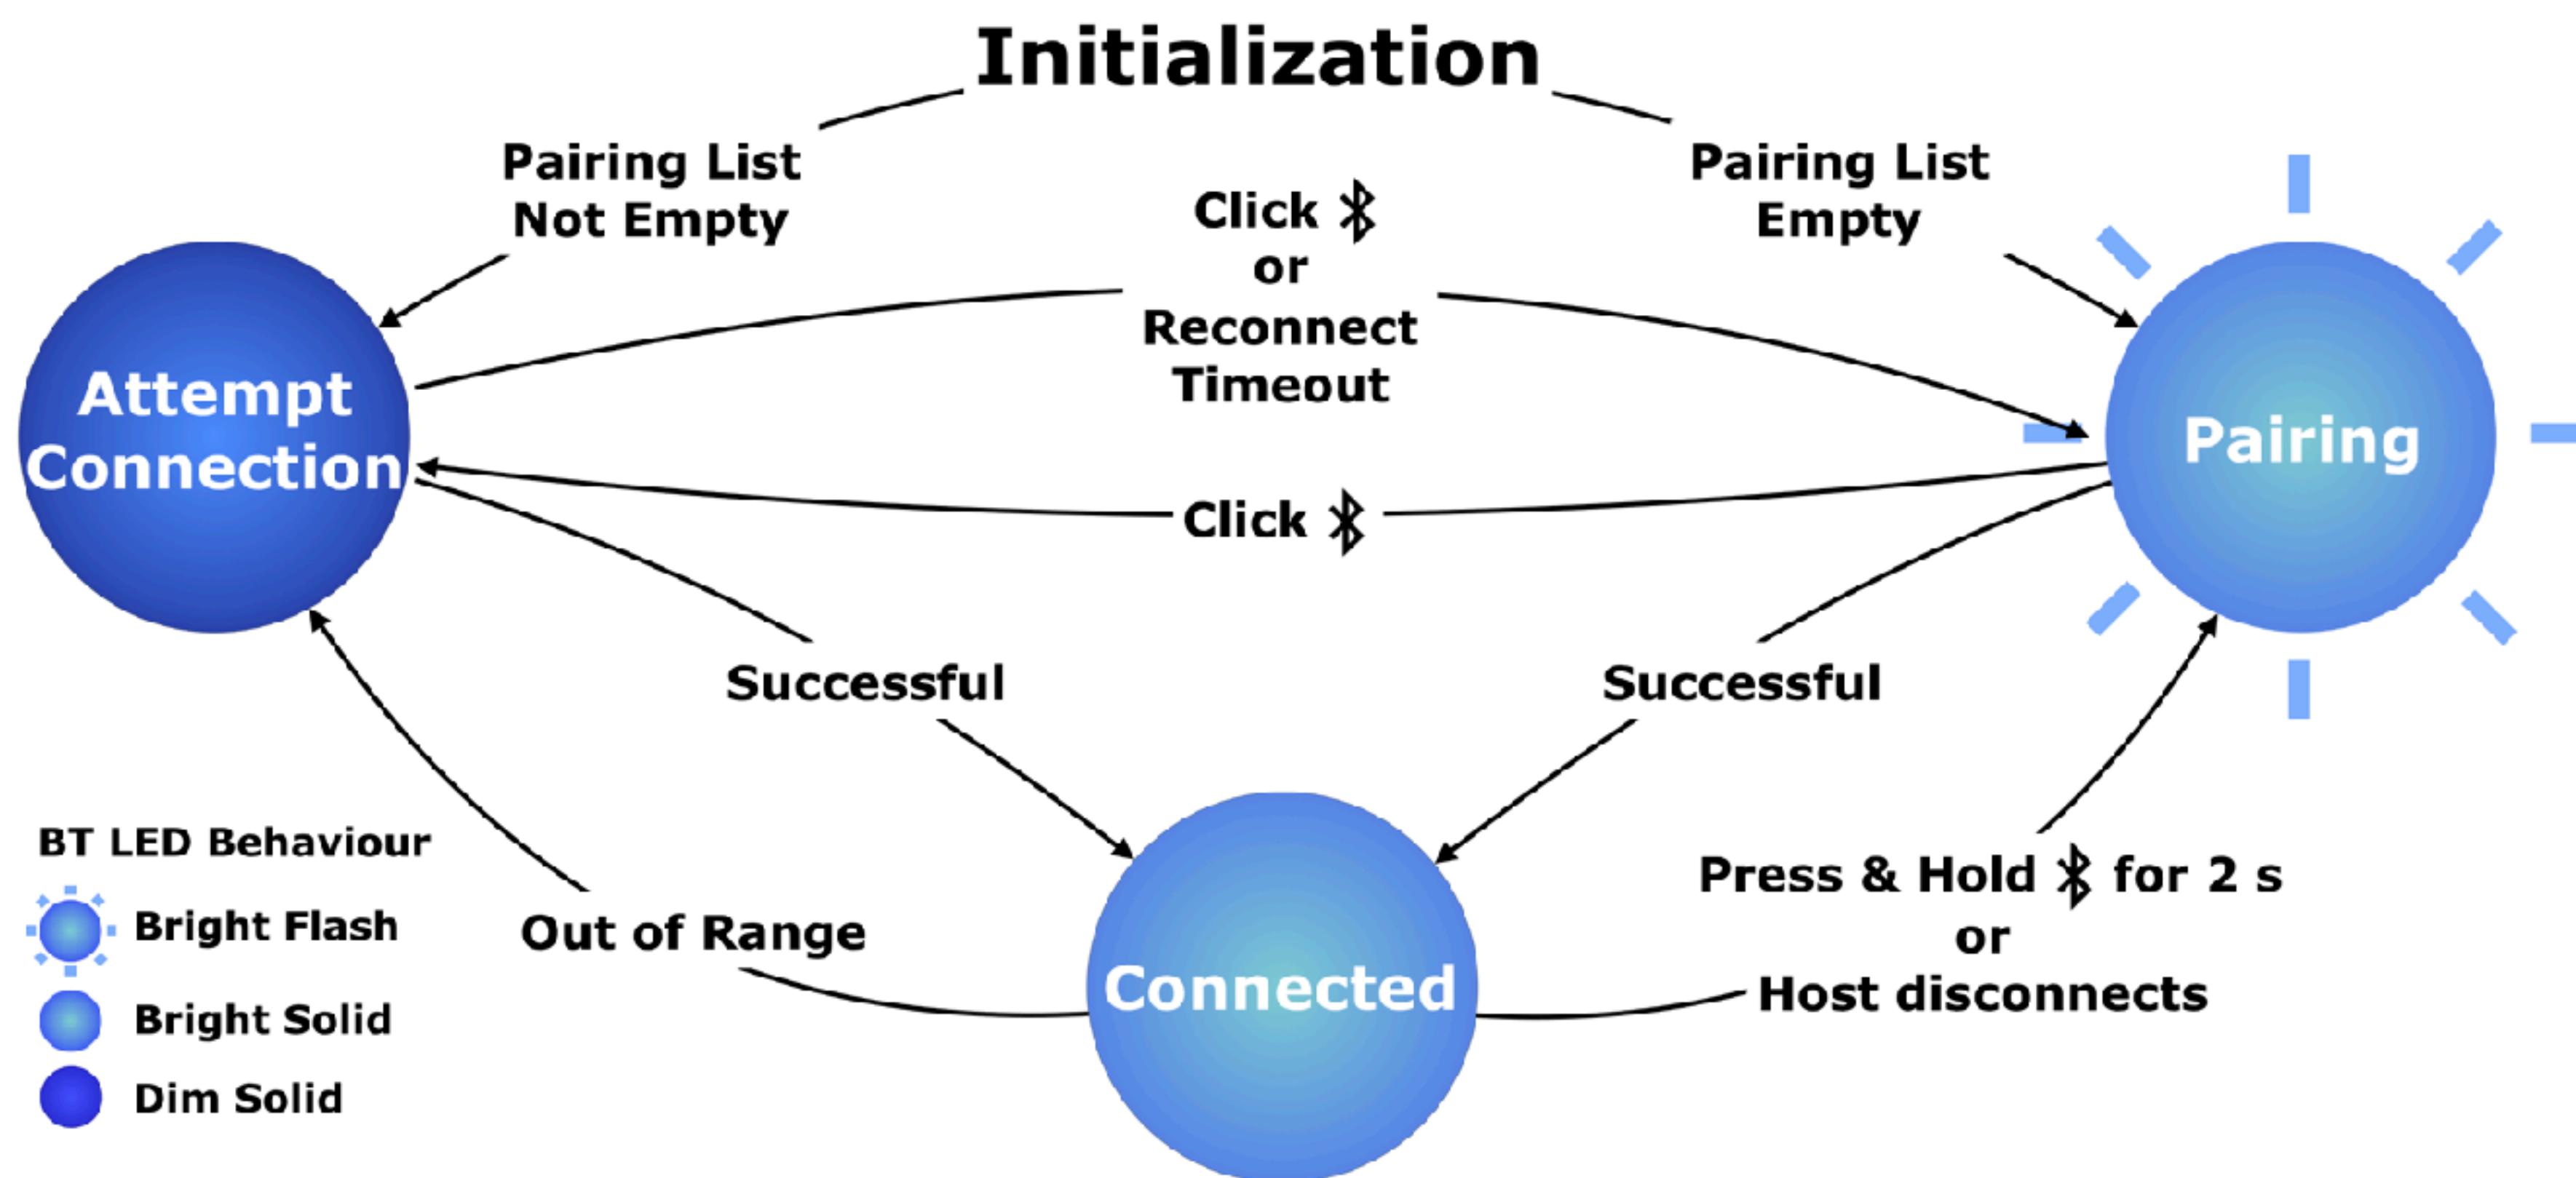 Initialization
Pairing List
Not Empty
Pairing List
Empty
Click
or
Reconnect
Timeout
Attempt
Connection
Pairing
Click
Successful
Successful
BT LED Behaviour
Bright Flash
Bright Solid
Dim Solid
Out of Range
Connected
Press & Hold for 2 s
or
Host disconnects